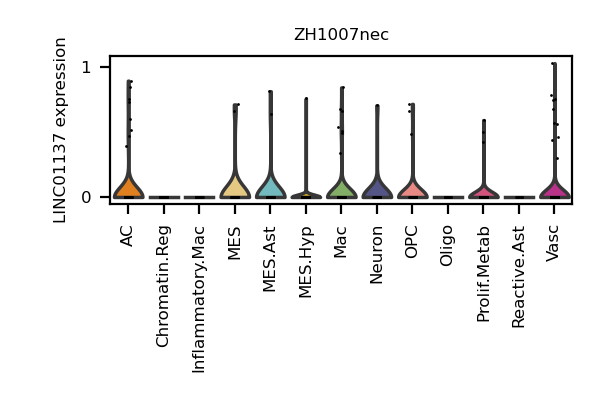 ZH1007nec
LINC01137 expression
1
0
AC
Chromatin.Reg
Inflammatory.Mac
MES
MES.Ast
MES.Hyp
Mac
Neuron
OPC
Oligo
Prolif.Metab
Reactive.Ast
Vasc